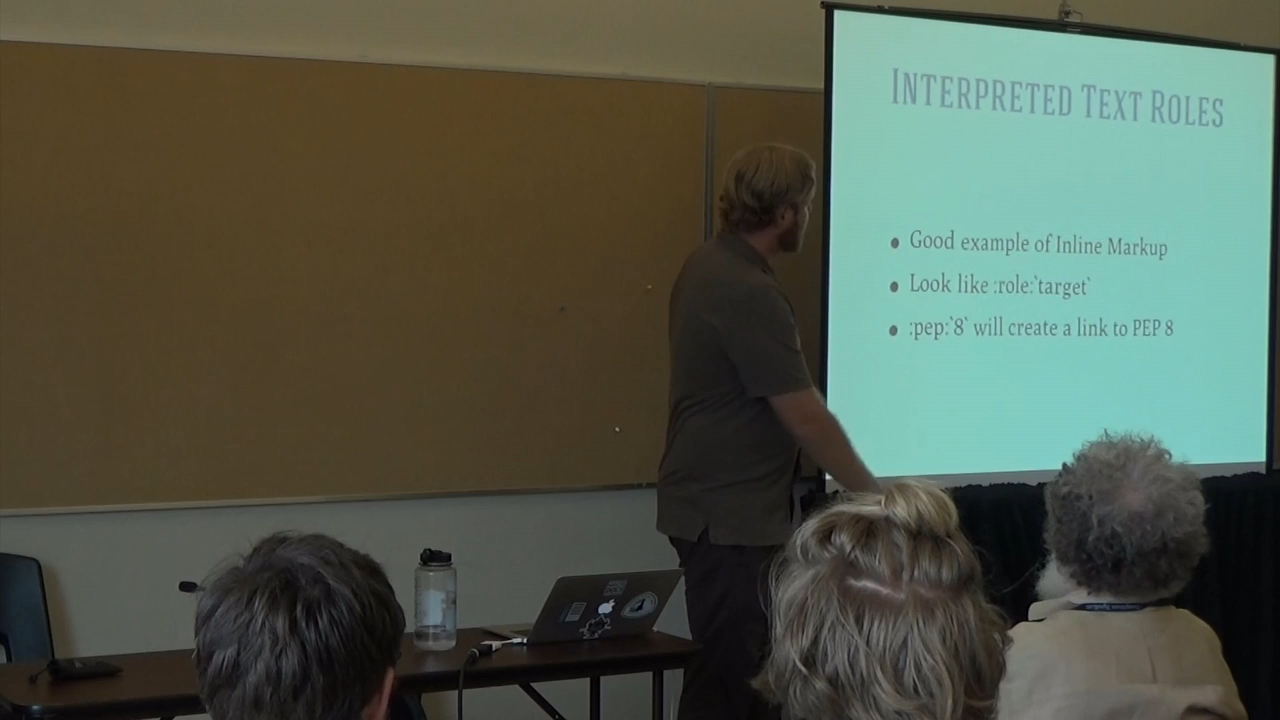 Interpreted Text Roles
• Good example of Inline Markup
• Look like :role:`target`
• :pep:`8` will create a link to PEP 8